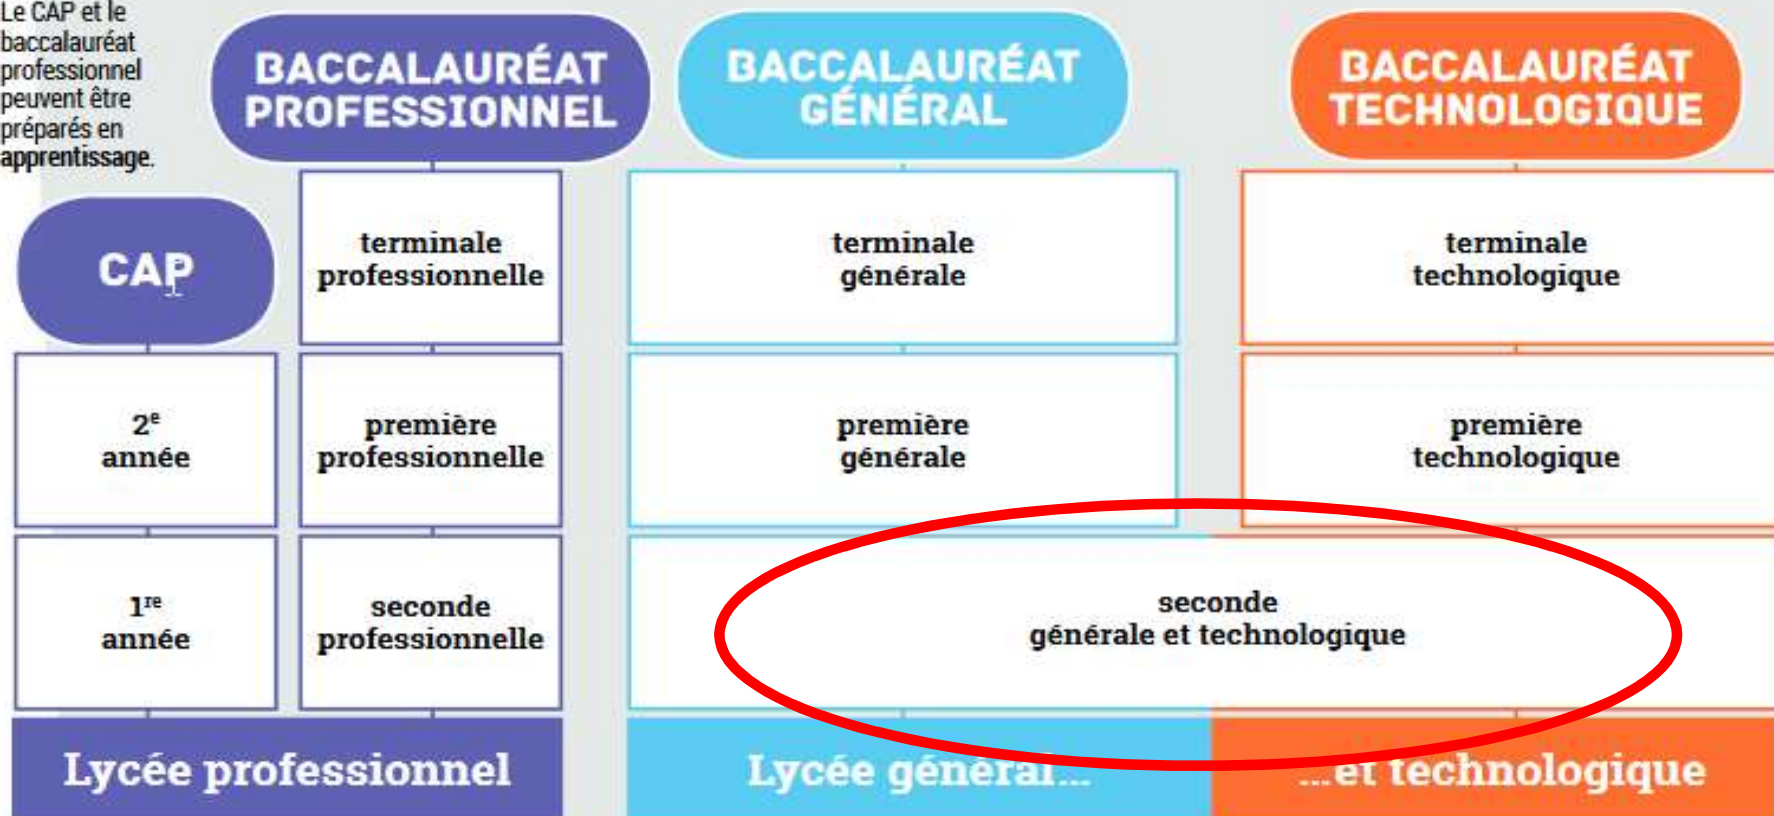 Le CAP et le
baccalauréat
professionnel
peuvent être
préparés en
apprentissage.
BACCALAURÉAT
PROFESSIONNEL
BACCALAURÉAT
GÉNÉRAL
BACCALAURÉAT
TECHNOLOGIQUE
CAP
terminale
professionnelle
terminale
générale
terminale
technologique
2e
année
première
professionnelle
première
générale
première
technologique
1re
année
seconde
professionnelle
seconde
générale et technologique
Lycée professionnel
Lycée général...
...et technologique